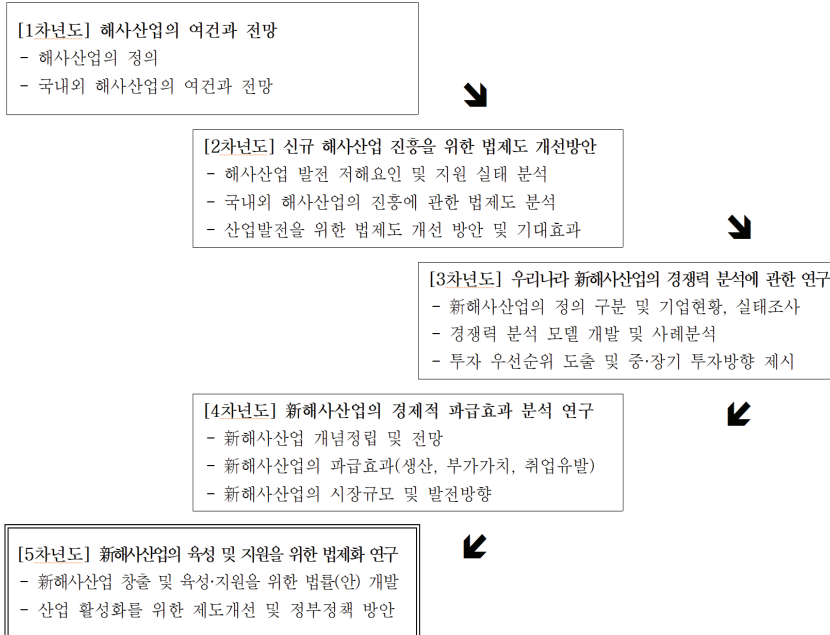 [1차년도] 해사산업의 여건과 전망
- 해사산업의 정의
- 국내외 해사산업의 여건과 전망
[2차년도] 신규 해사산업 진흥을 위한 법제도 개선방안
- 해사산업 발전 저해요인 및 지원 실태 분석
- 국내외 해사산업의 진흥에 관한 법제도 분석
- 산업발전을 위한 법제도 개선 방안 및 기대효과
[3차년도] 우리나라 新해사산업의 경쟁력 분석에 관한 연구
- 新해사산업의 정의 구분 및 기업현황, 실태조사
- 경쟁력 분석 모델 개발 및 사례분석
- 투자 우선순위 도출 및 중·장기 투자방향 제시
[4차년도] 新해사산업의 경제적 파급효과 분석 연구
- 新해사산업 개념정립 및 전망
- 新해사산업의 파급효과(생산, 부가가치, 취업유발)
- 新해사산업의 시장규모 및 발전방향
[5차년도] 新해사산업의 육성 및 지원을 위한 법제화 연구
- 新해사산업 창출 및 육성·지원을 위한 법률(안) 개발
- 산업 활성화를 위한 제도개선 및 정부정책 방안